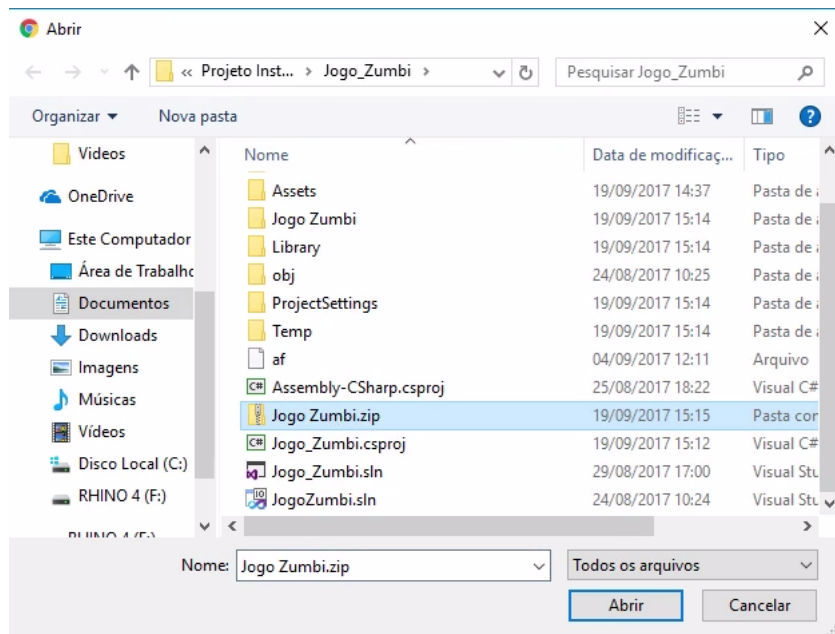 Abrir
« Projeto Inst... › Jogo_Zumbi ›
Pesquisar Jogo_Zumbi
Organizar
Nova pasta
?
Nome
Data de modificaç...
Tipo
Videos
OneDrive
Este Computador
Área de Trabalho
Documentos
Downloads
Imagens
Músicas
Vídeos
Disco Local (C:)
RHINO 4 (F:)
RHINO 4 (F:)
Assets 19/09/2017 14:37 Pasta de
Jogo Zumbi 19/09/2017 15:14 Pasta de
Library 19/09/2017 15:14 Pasta de
obj 24/08/2017 10:25 Pasta de
ProjectSettings 19/09/2017 15:14 Pasta de
Temp 19/09/2017 15:14 Pasta de
af 04/09/2017 12:11 Arquivo
C# Assembly-CSharp.csproj 25/08/2017 18:22 Visual C#
Jogo Zumbi.zip 19/09/2017 15:15 Pasta cor
C# Jogo_Zumbi.csproj 19/09/2017 15:12 Visual C#
Jogo_Zumbi.sln 29/08/2017 17:00 Visual Stu
JogoZumbi.sln 24/08/2017 10:24 Visual Stu
Nome: Jogo Zumbi.zip
Todos os arquivos
Abrir
Cancelar